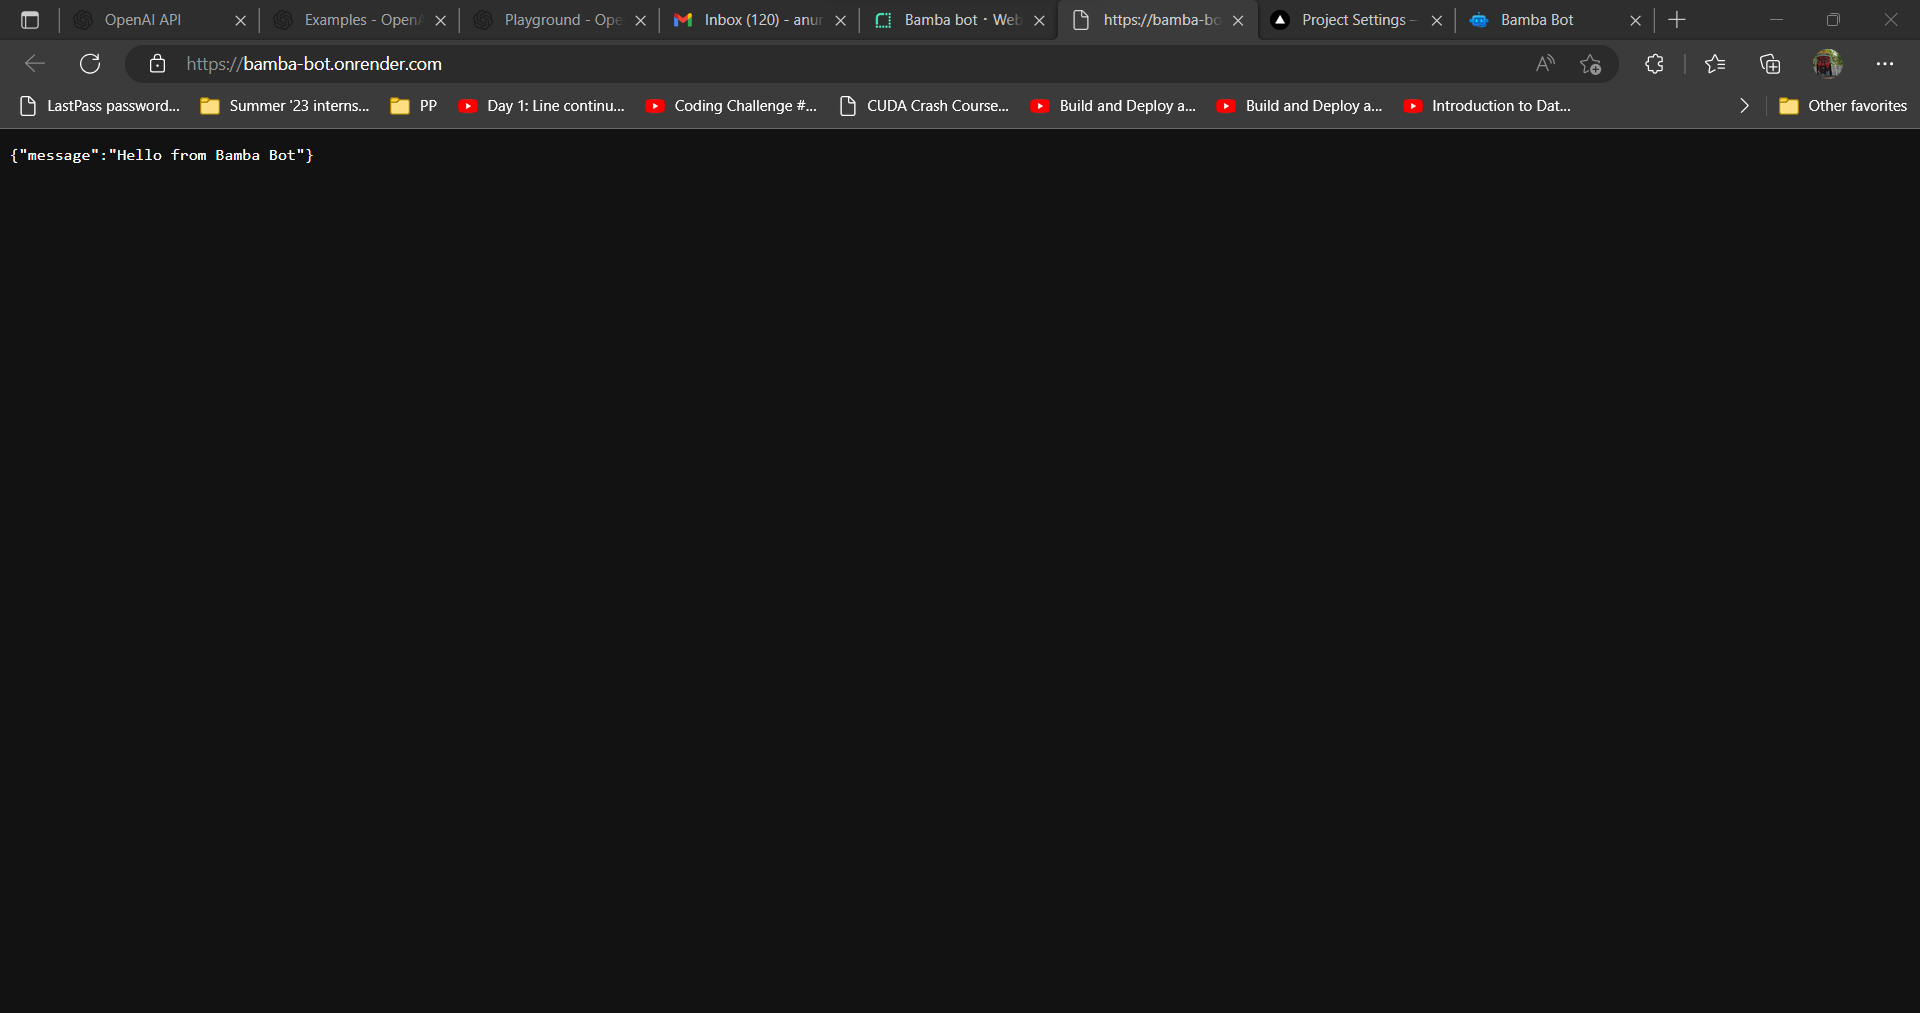 OpenAI API
Examples - OpenA
Playground - Ope
Inbox (120) - anur
Bamba bot · Web
https://bamba-bo
Project Settings –
Bamba Bot
https://bamba-bot.onrender.com
LastPass password...
Summer '23 interns...
PP
Day 1: Line continu...
Coding Challenge #...
CUDA Crash Course...
Build and Deploy a...
Build and Deploy a...
Introduction to Dat...
Other favorites
{"message":"Hello from Bamba Bot"}